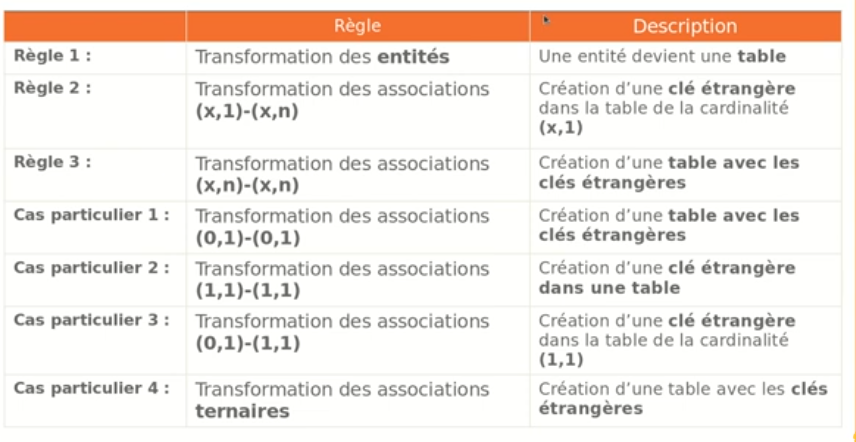 Règle Description
Règle 1 : Transformation des entités Une entité devient une table
Règle 2 : Transformation des associations Création d’une clé étrangère
(x,1)-(x,n) dans la table de la cardinalité
(x,1)
Règle 3 : Transformation des associations Création d’une table avec les
(x,n)-(x,n) clés étrangères
Cas particulier 1 : Transformation des associations Création d’une table avec les
(0,1)-(0,1) clés étrangères
Cas particulier 2 : Transformation des associations Création d’une clé étrangère
(1,1)-(1,1) dans une table
Cas particulier 3 : Transformation des associations Création d’une clé étrangère
(0,1)-(1,1) dans la table de la cardinalité
(1,1)
Cas particulier 4 : Transformation des associations Création d’une table avec les clés
ternaires étrangères